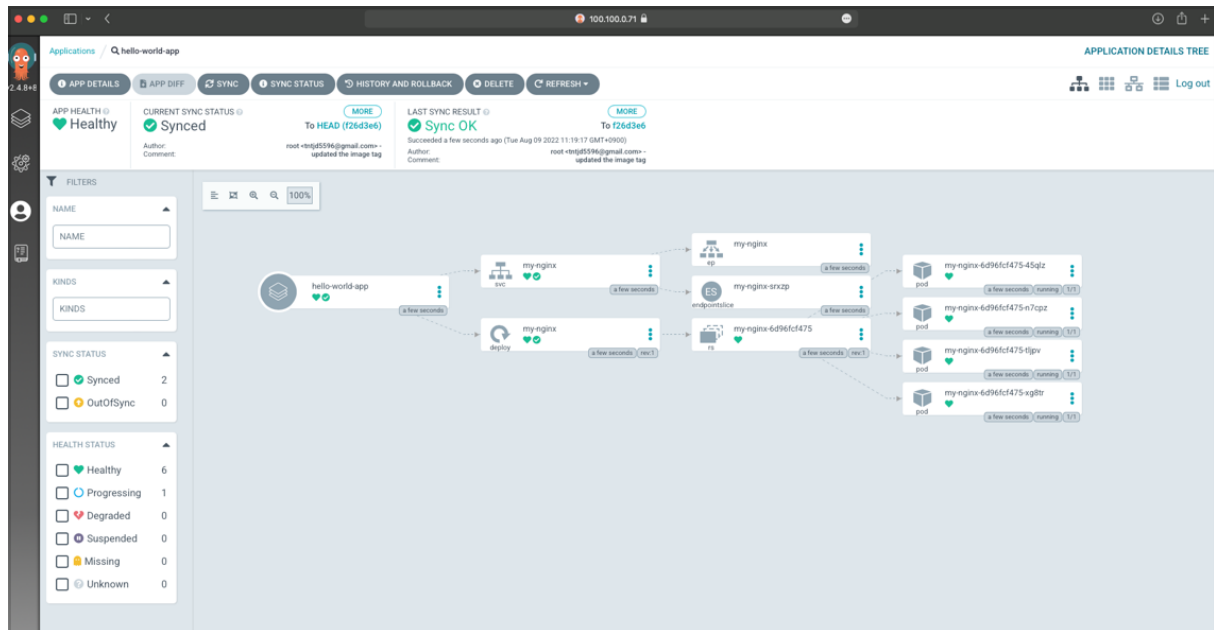 100.100.0.71
Applications / hello-world-app
APPLICATION DETAILS TREE
v2.4.8+8
APP DETAILS
APP DIFF
SYNC
SYNC STATUS
HISTORY AND ROLLBACK
DELETE
REFRESH
Log out
APP HEALTH
Healthy
CURRENT SYNC STATUS
MORE
Synced
To HEAD (f26d3e6)
Author: root <tntjd5596@gmail.com> -
Comment: updated the image tag
LAST SYNC RESULT
MORE
Sync OK
To f26d3e6
Succeeded a few seconds ago (Tue Aug 09 2022 11:19:17 GMT+0900)
Author: root <tntjd5596@gmail.com> -
Comment: updated the image tag
FILTERS
NAME
NAME
KINDS
KINDS
SYNC STATUS
Synced 2
OutOfSync 0
HEALTH STATUS
Healthy 6
Progressing 1
Degraded 0
Suspended 0
Missing 0
Unknown 0
100%
hello-world-app
a few seconds
my-nginx
svc
a few seconds
my-nginx
deploy
a few seconds rev:1
my-nginx
ep
a few seconds
ES
my-nginx-srxzp
endpointslice
a few seconds
my-nginx-6d96fcf475
rs
a few seconds rev:1
my-nginx-6d96fcf475-45qlz
pod
a few seconds running 1/1
my-nginx-6d96fcf475-n7cpz
pod
a few seconds running 1/1
my-nginx-6d96fcf475-tljpv
pod
a few seconds running 1/1
my-nginx-6d96fcf475-xg8tr
pod
a few seconds running 1/1